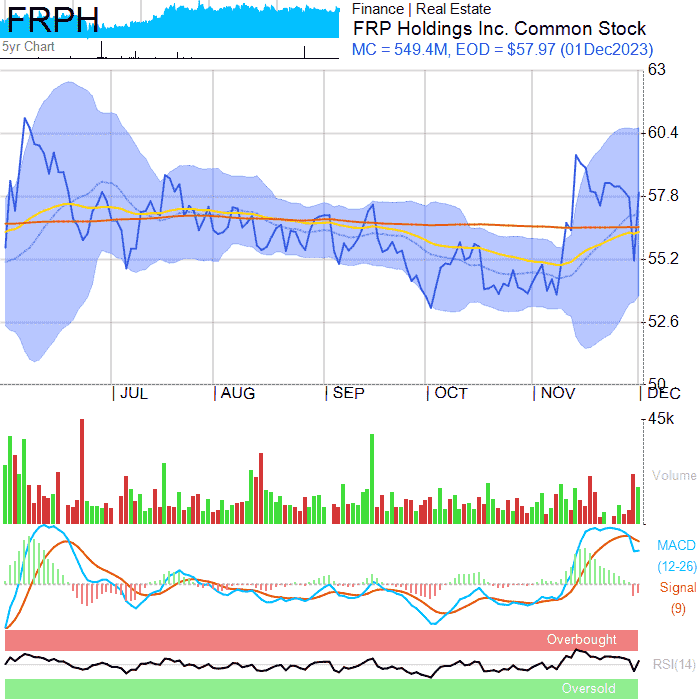 FRPH
5yr Chart
Finance | Real Estate
FRP Holdings Inc. Common Stock
MC = 549.4M, EOD = $57.97 (01Dec2023)
63
60.4
57.8
55.2
52.6
50
JUL
AUG
SEP
OCT
NOV
DEC
45k
Volume
MACD
(12-26)
Signal
(9)
Overbought
RSI(14)
Oversold